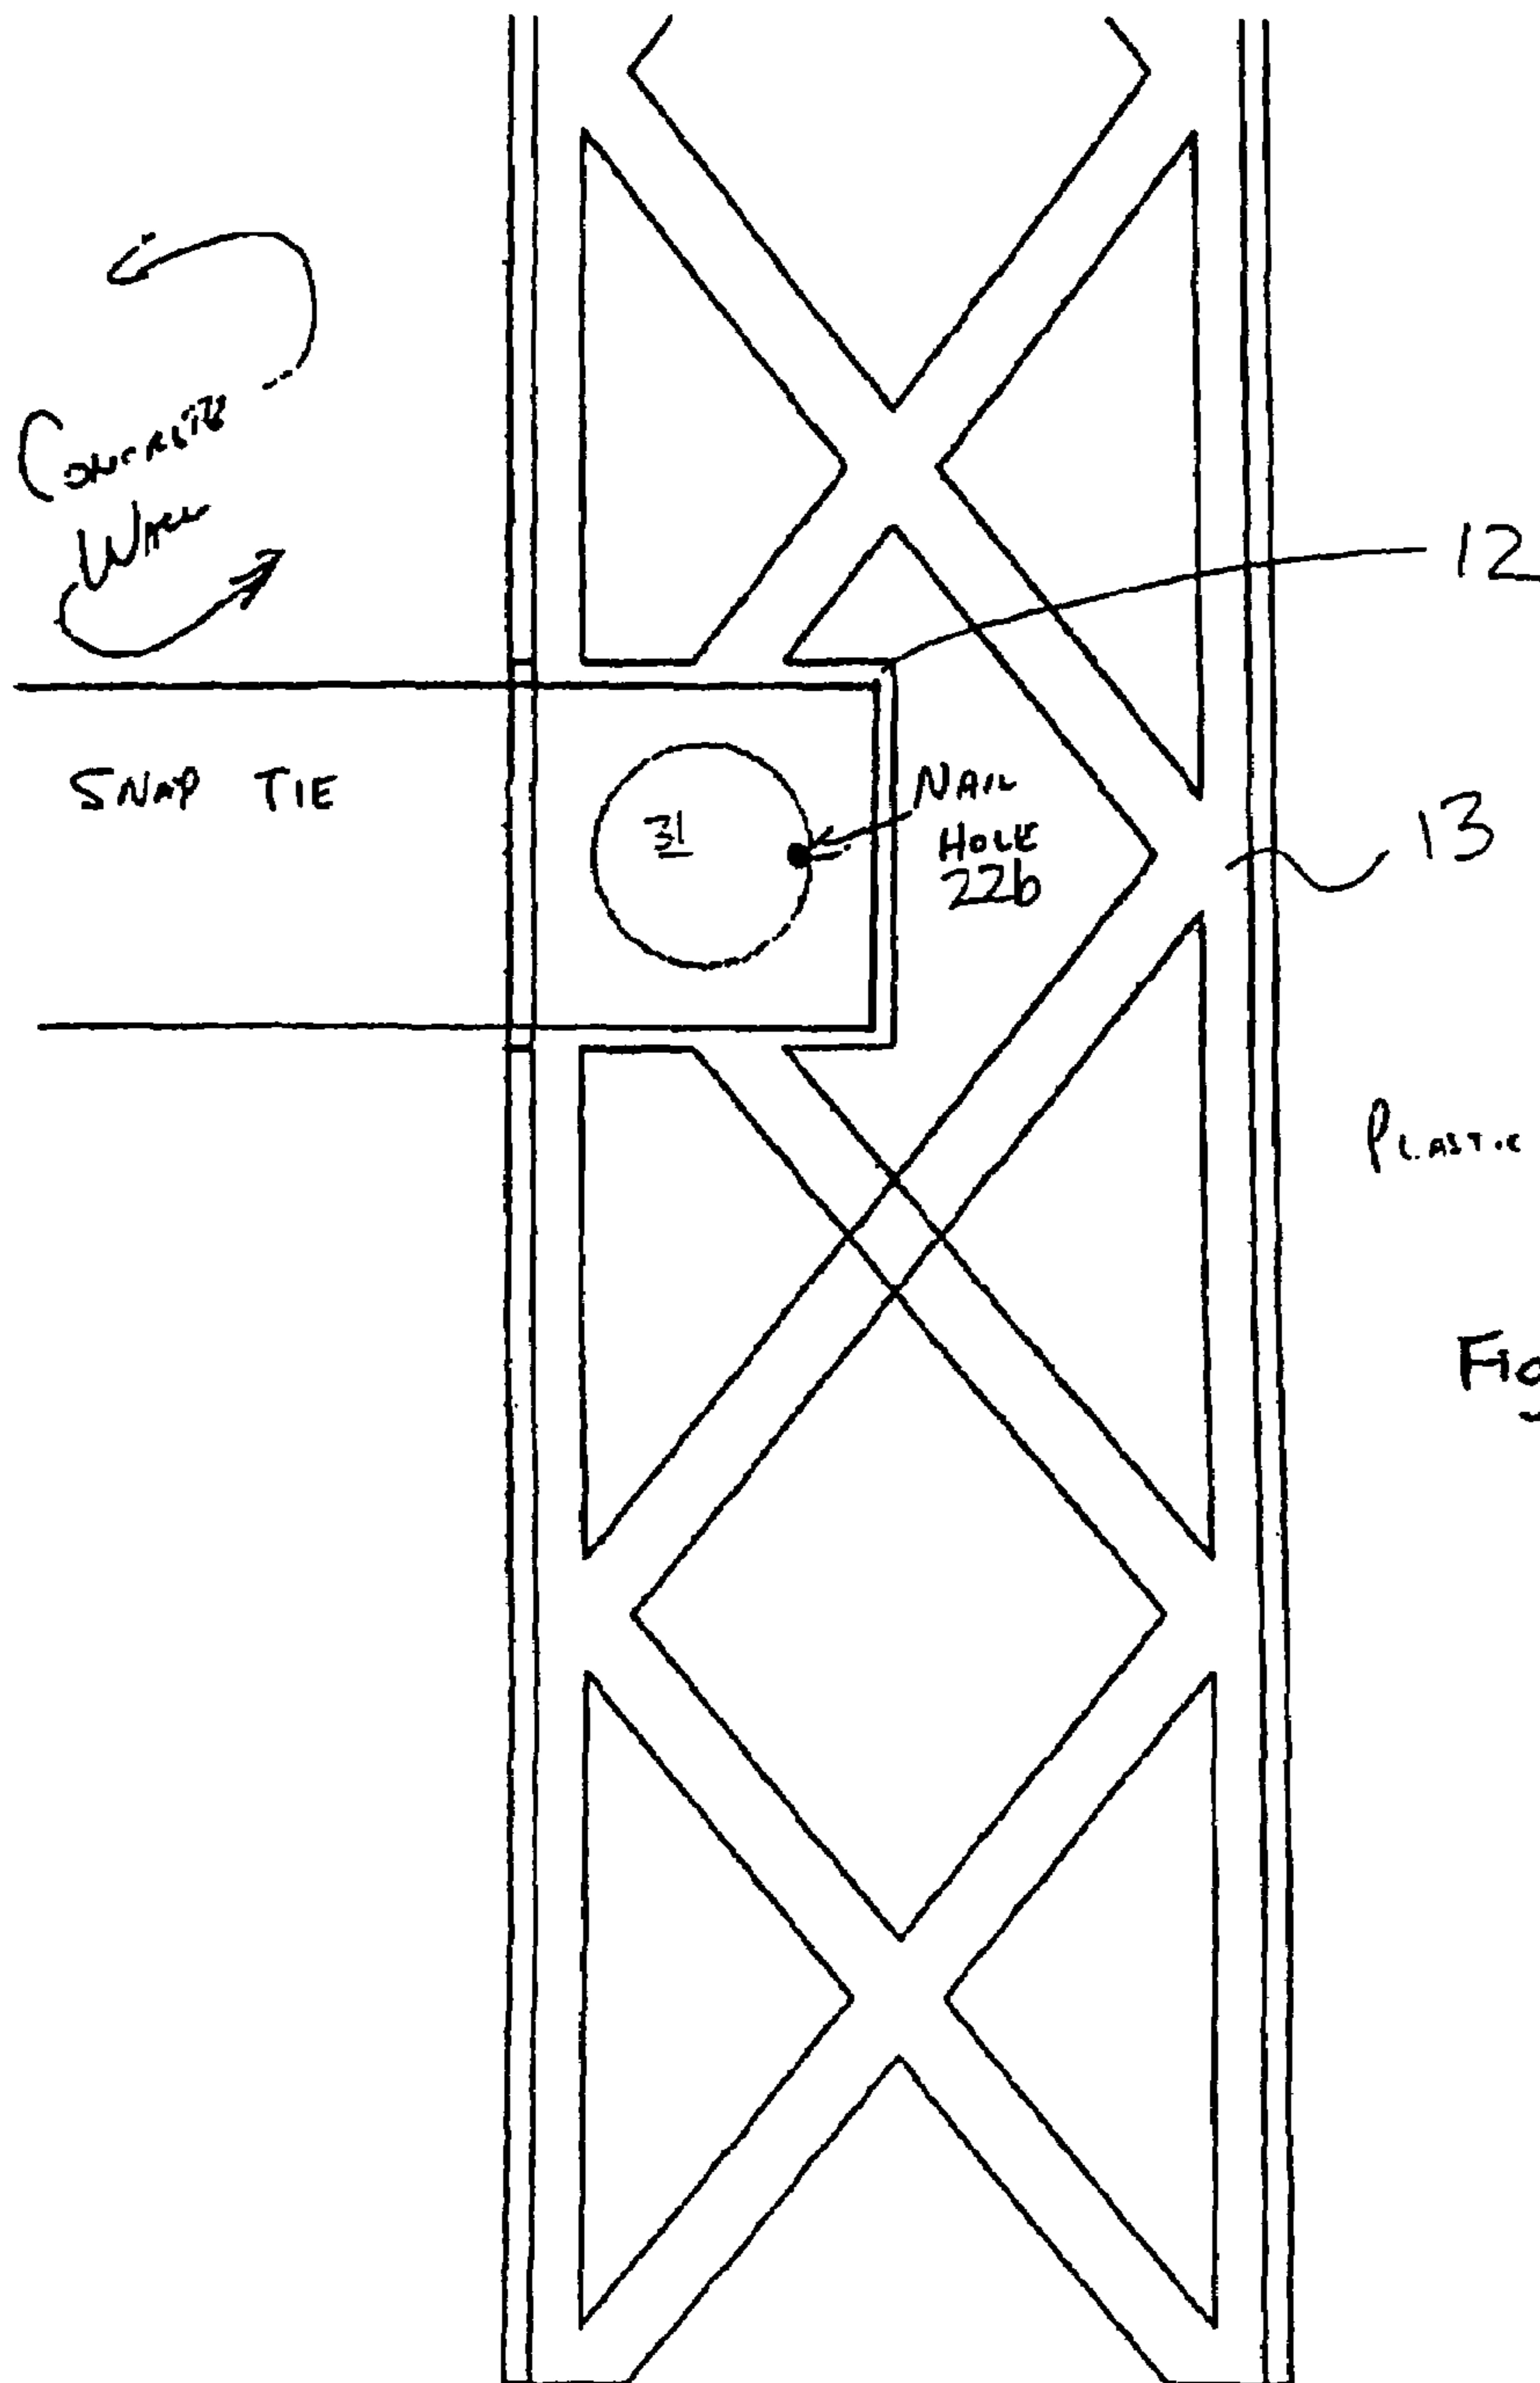 CONCRETE
WALL
12
SNAP TIE
31
NAIL
HOLE
22b
13
PLASTIC
Fig